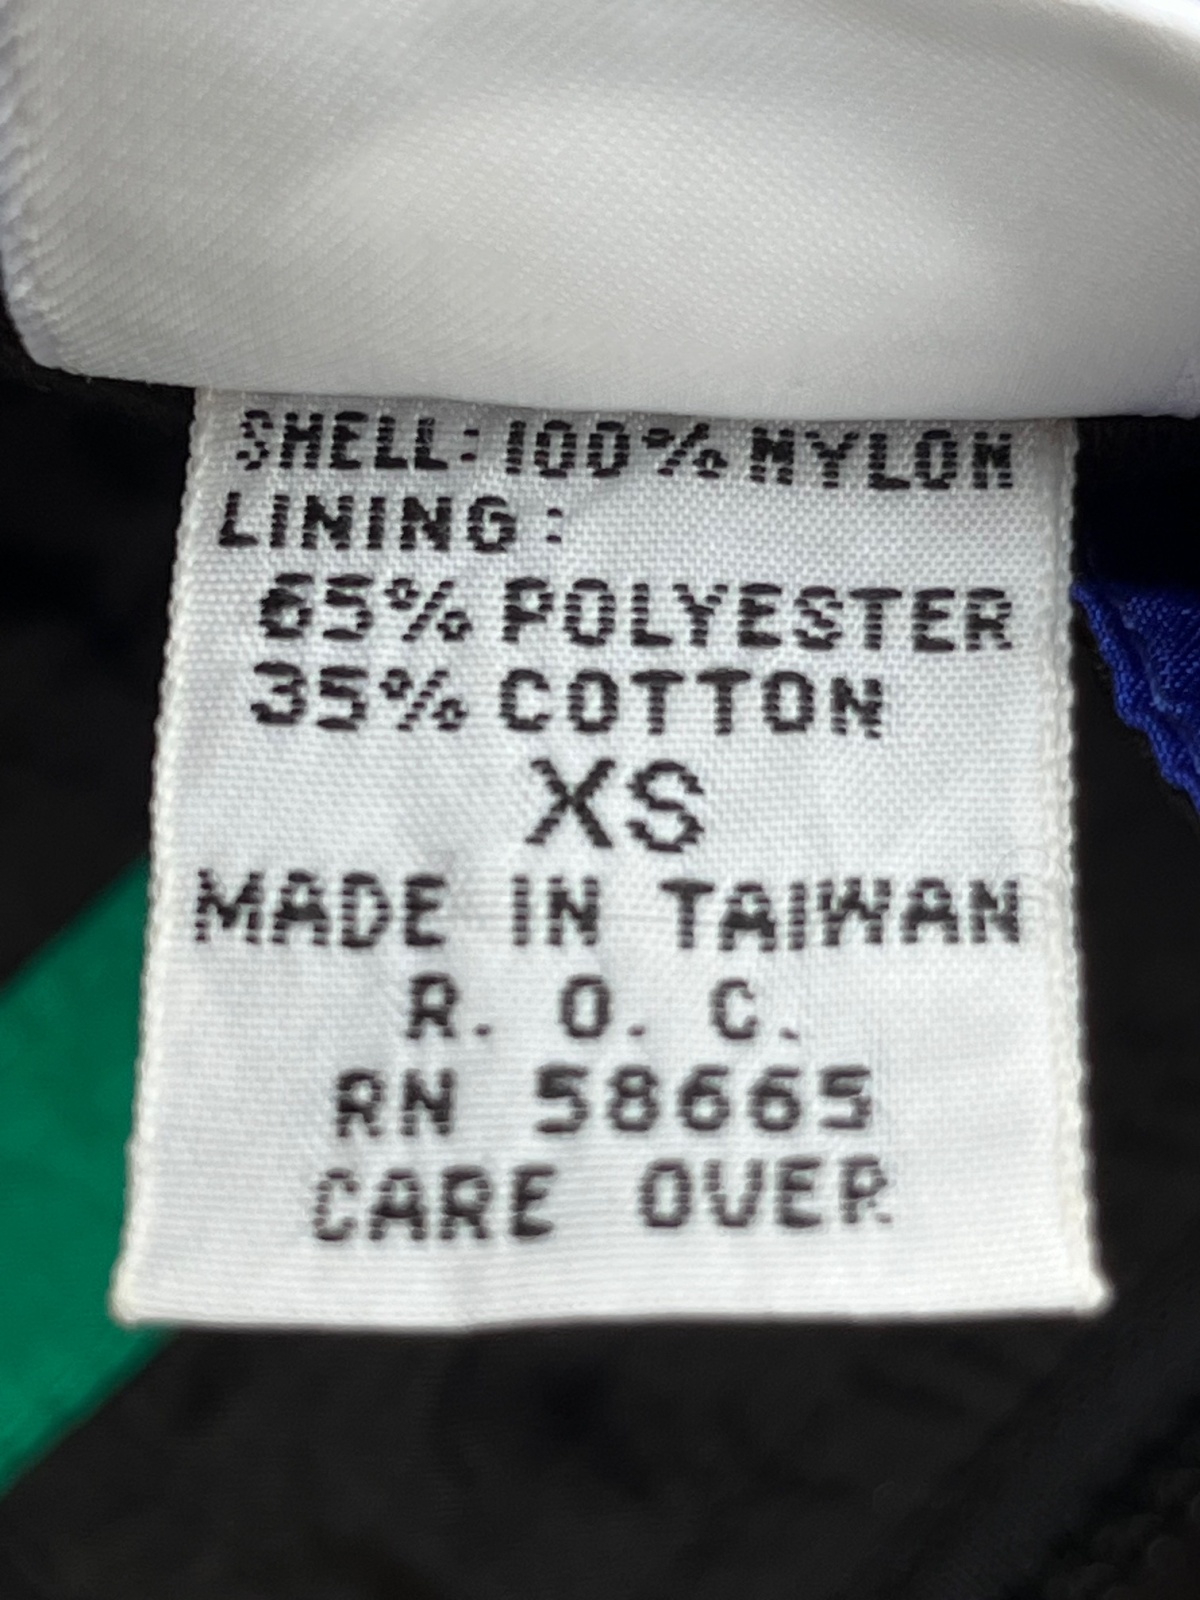 SHELL: 100% NYLON
LINING:
65% POLYESTER
35% COTTON
XS
MADE IN TAIWAN
R. O. C.
RN 58665
CARE OVER